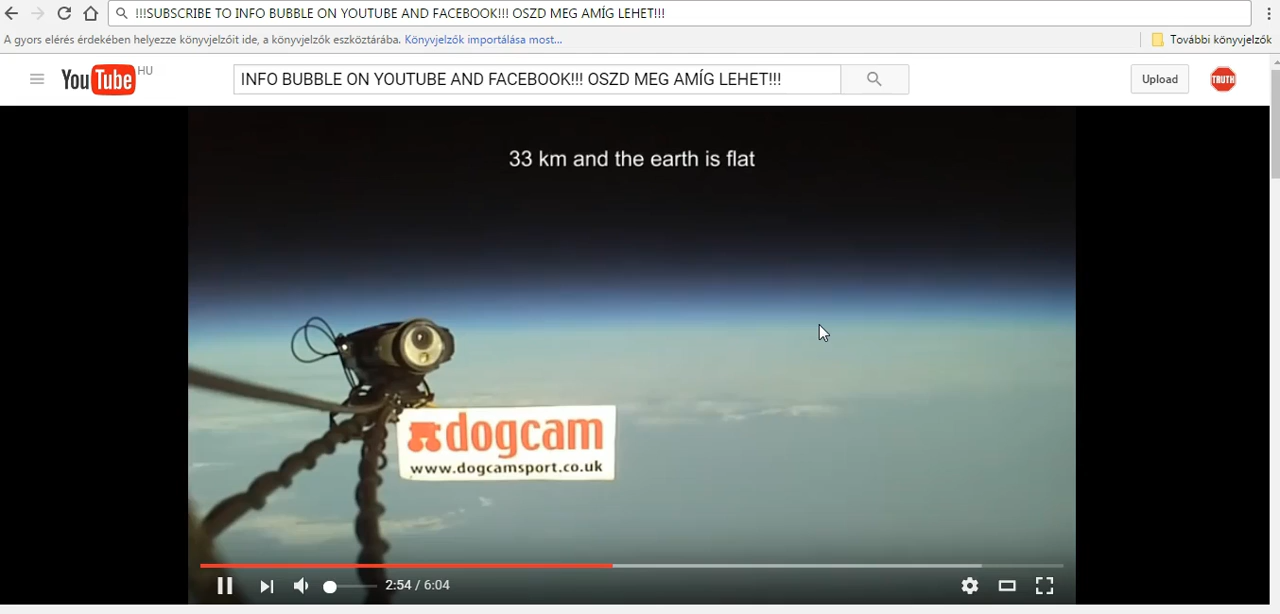 !!!SUBSCRIBE TO INFO BUBBLE ON YOUTUBE AND FACEBOOK!!! OSZD MEG AMÍG LEHET!!!
A gyors elérés érdekében helyezze könyvjelzőit ide, a könyvjelzők eszköztárába. Könyvjelzők importálása most...
További könyvjelzők
YouTube HU
INFO BUBBLE ON YOUTUBE AND FACEBOOK!!! OSZD MEG AMÍG LEHET!!!
Upload
TRUTH
33 km and the earth is flat
dogcam
www.dogcamsport.co.uk
2:54 / 6:04